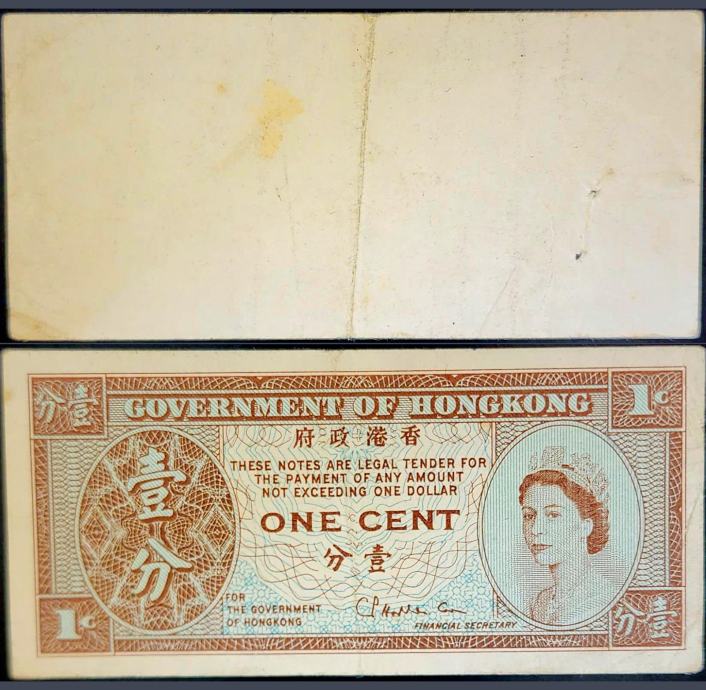 分壹
GOVERNMENT OF HONGKONG
1c
府政港香
THESE NOTES ARE LEGAL TENDER FOR
THE PAYMENT OF ANY AMOUNT
NOT EXCEEDING ONE DOLLAR
ONE CENT
分壹
壹
分
FOR
THE GOVERNMENT
OF HONGKONG
FINANCIAL SECRETARY
1c
分壹